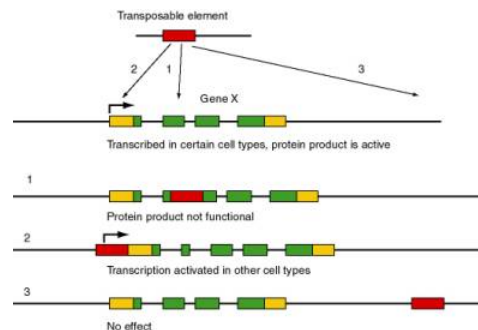 Transposable element
2
1
3
Gene X
Transcribed in certain cell types, protein product is active
1
Protein product not functional
2
Transcription activated in other cell types
3
No effect